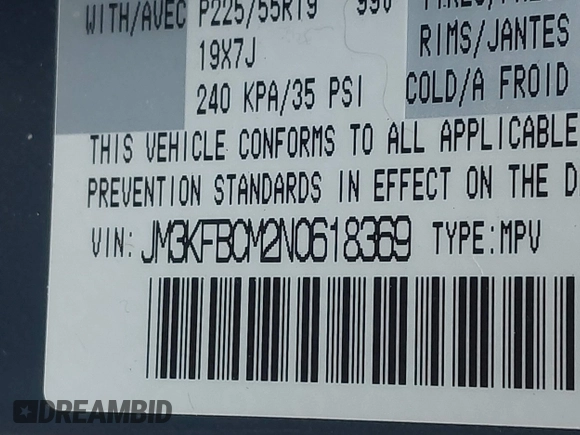 WITH/AVEC P225/55R19 99V
19X7J RIMS/JANTES
240 KPA/35 PSI COLD/A FROID
THIS VEHICLE CONFORMS TO ALL APPLICABLE
PREVENTION STANDARDS IN EFFECT ON THE D
VIN: JM3KFBCM2N0618369 TYPE:MPV
DREAMBID